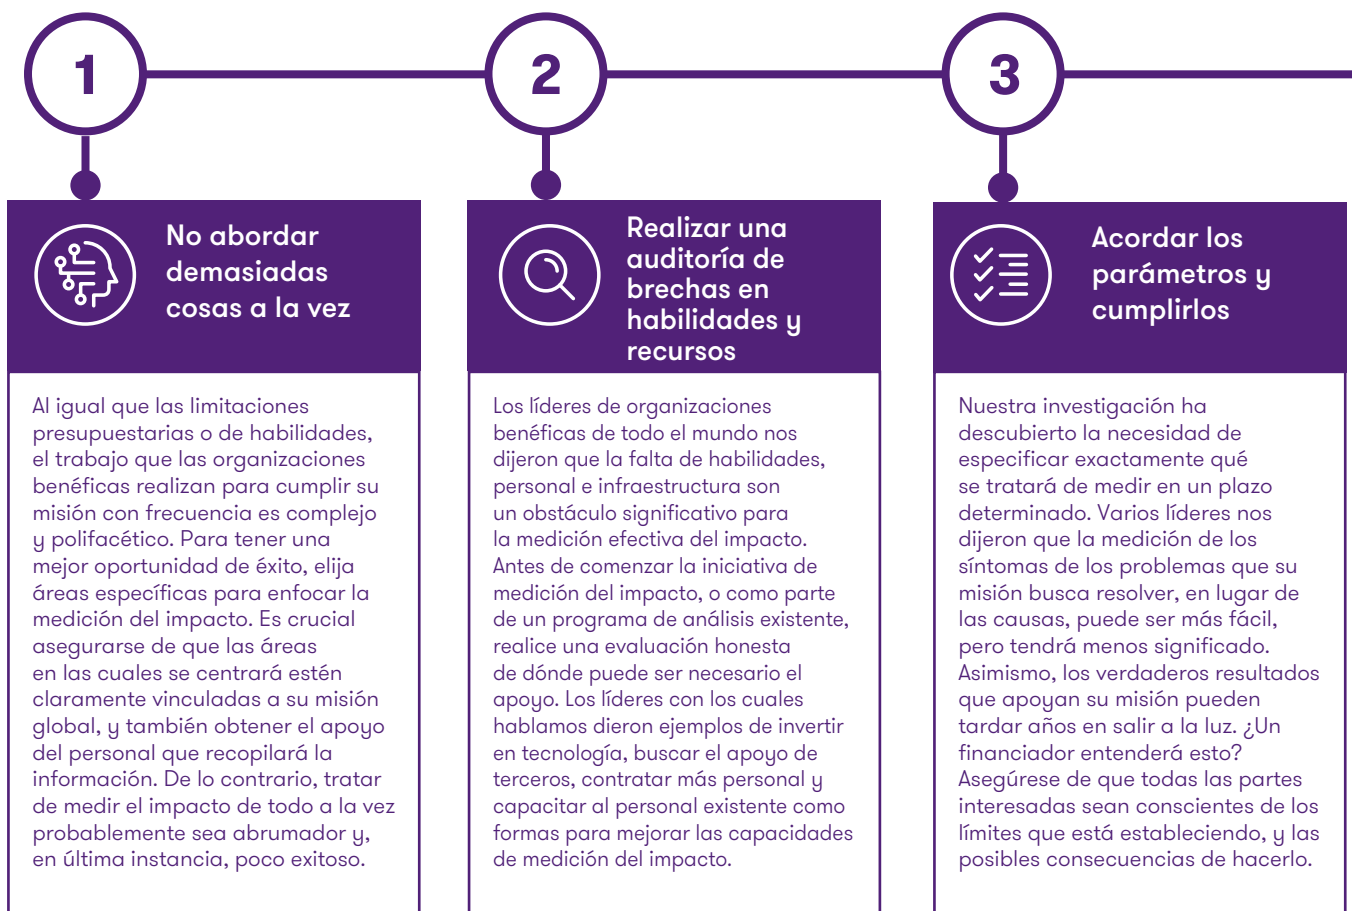 1
2
3
No abordar
demasiadas
cosas a la vez
Al igual que las limitaciones
presupuestarias o de habilidades,
el trabajo que las organizaciones
benéficas realizan para cumplir su
misión con frecuencia es complejo
y polifacético. Para tener una
mejor oportunidad de éxito, elija
áreas específicas para enfocar la
medición del impacto. Es crucial
asegurarse de que las áreas
en las cuales se centrará estén
claramente vinculadas a su misión
global, y también obtener el apoyo
del personal que recopilará la
información. De lo contrario, tratar
de medir el impacto de todo a la vez
probablemente sea abrumador y,
en última instancia, poco exitoso.
Realizar una
auditoría de
brechas en
habilidades y
recursos
Los líderes de organizaciones
benéficas de todo el mundo nos
dijeron que la falta de habilidades,
personal e infraestructura son
un obstáculo significativo para
la medición efectiva del impacto.
Antes de comenzar la iniciativa de
medición del impacto, o como parte
de un programa de análisis existente,
realice una evaluación honesta
de dónde puede ser necesario el
apoyo. Los líderes con los cuales
hablamos dieron ejemplos de invertir
en tecnología, buscar el apoyo de
terceros, contratar más personal y
capacitar al personal existente como
formas para mejorar las capacidades
de medición del impacto.
Acordar los
parámetros y
cumplirlos
Nuestra investigación ha
descubierto la necesidad de
especificar exactamente qué
se tratará de medir en un plazo
determinado. Varios líderes nos
dijeron que la medición de los
síntomas de los problemas que su
misión busca resolver, en lugar de
las causas, puede ser más fácil,
pero tendrá menos significado.
Asimismo, los verdaderos resultados
que apoyan su misión pueden
tardar años en salir a la luz. ¿Un
financiador entenderá esto?
Asegúrese de que todas las partes
interesadas sean conscientes de los
límites que está estableciendo, y las
posibles consecuencias de hacerlo.